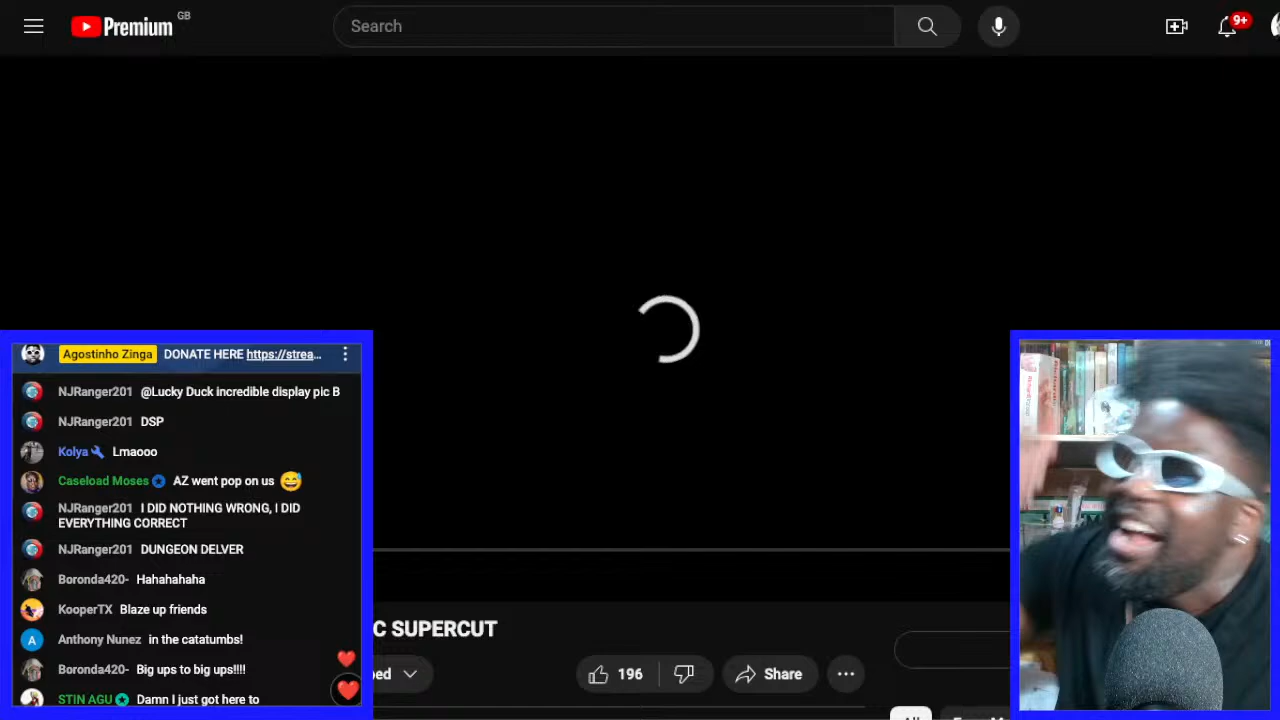 Premium GB
Search
9+
Agostinho Zinga DONATE HERE https://strea...
NJRanger201 @Lucky Duck incredible display pic B
NJRanger201 DSP
Kolya Lmaooo
Caseload Moses AZ went pop on us
NJRanger201 I DID NOTHING WRONG, I DID
EVERYTHING CORRECT
NJRanger201 DUNGEON DELVER
Boronda420- Hahahahaha
KooperTX Blaze up friends
A Anthony Nunez in the catatumbs!
Boronda420- Big ups to big ups!!!!
STIN AGU Damn I just got here to
C SUPERCUT
ed
196
Share
All